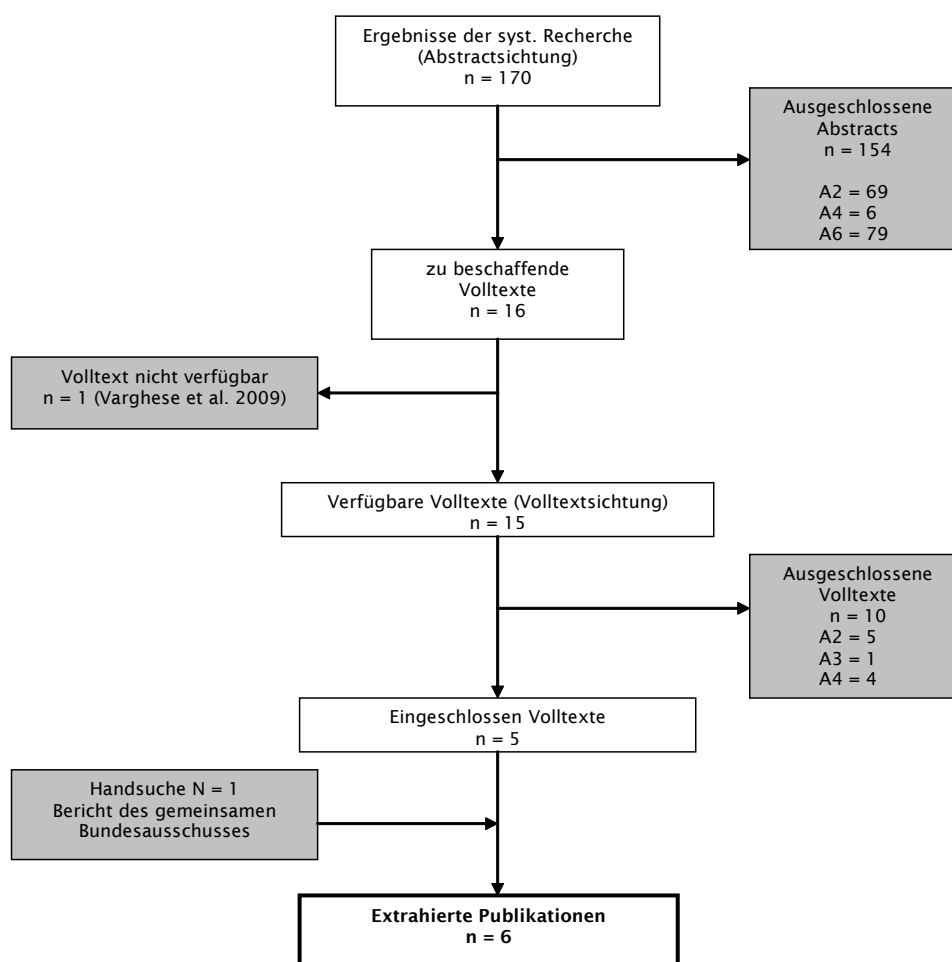 Ergebnisse der syst. Recherche
(Abstractsichtung)
n = 170
Ausgeschlossene
Abstracts
n = 154
A2 = 69
A4 = 6
A6 = 79
zu beschaffende
Volltexte
n = 16
Volltext nicht verfügbar
n = 1 (Varghese et al. 2009)
Verfügbare Volltexte (Volltextsichtung)
n = 15
Ausgeschlossene
Volltexte
n = 10
A2 = 5
A3 = 1
A4 = 4
Eingeschlossen Volltexte
n = 5
Handsuche N = 1
Bericht des gemeinsamen
Bundesausschusses
Extrahierte Publikationen
n = 6